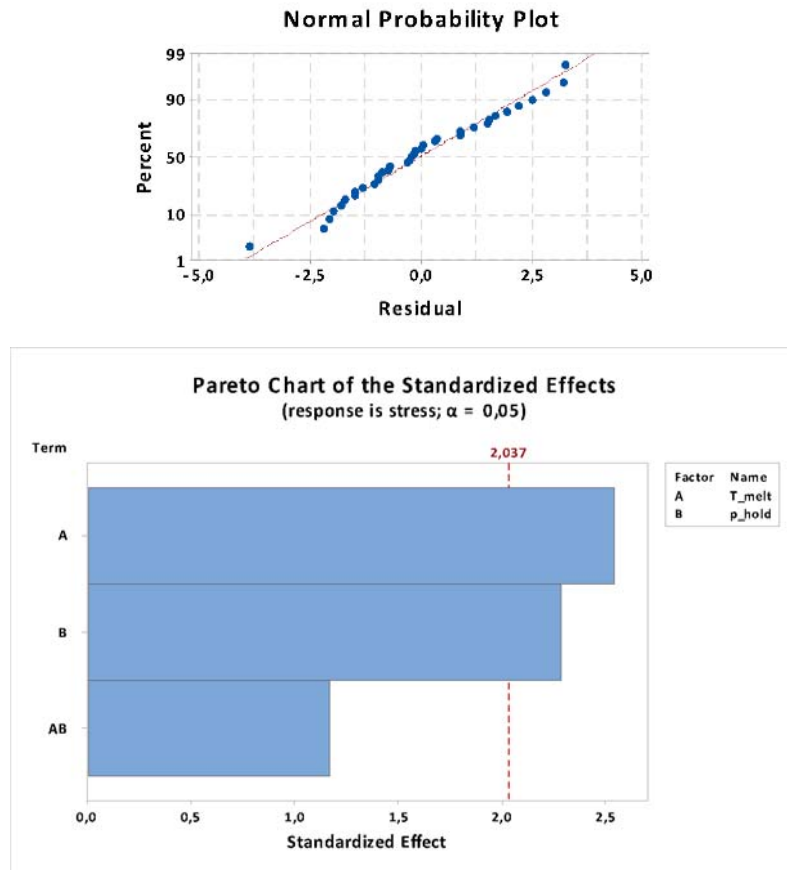 Normal Probability Plot
99
90
50
10
1
Percent
-5,0 -2,5 0,0 2,5 5,0
Residual
Pareto Chart of the Standardized Effects
(response is stress; α = 0,05)
Term
2,037
A
B
AB
Factor Name
A T_melt
B p_hold
0,0 0,5 1,0 1,5 2,0 2,5
Standardized Effect